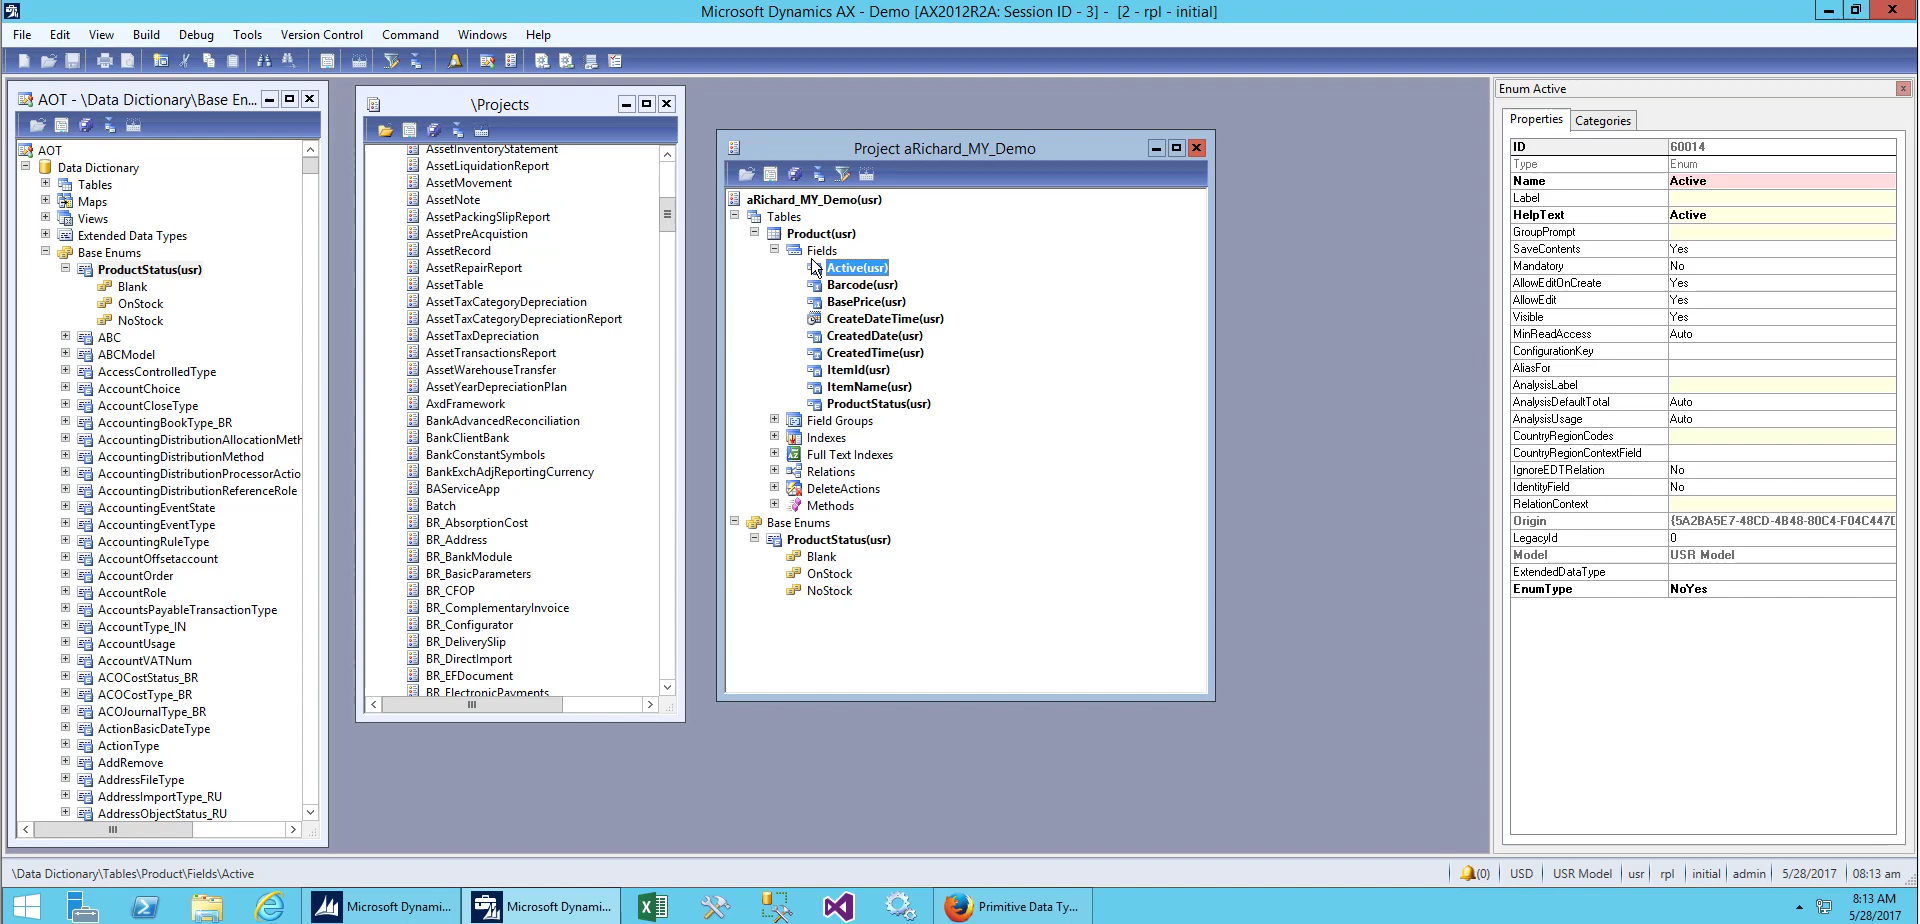 Microsoft Dynamics AX - Demo [AX2012R2A: Session ID - 3] - [2 - rpl - initial]
File Edit View Build Debug Tools Version Control Command Windows Help
AOT - \Data Dictionary\Base En...
AOT
Data Dictionary
Tables
Maps
Views
Extended Data Types
Base Enums
ProductStatus(usr)
Blank
OnStock
NoStock
ABC
ABCModel
AccessControlledType
AccountChoice
AccountCloseType
AccountingBookType_BR
AccountingDistributionAllocationMeth
AccountingDistributionMethod
AccountingDistributionProcessorActio
AccountingDistributionReferenceRole
AccountingEventState
AccountingEventType
AccountingRuleType
AccountOffsetaccount
AccountOrder
AccountRole
AccountsPayableTransactionType
AccountType_IN
AccountUsage
AccountVATNum
ACOCostStatus_BR
ACOCostType_BR
ACOJournalType_BR
ActionBasicDateType
ActionType
AddRemove
AddressFileType
AddressImportType_RU
AddressObjectStatus_RU
\Projects
AssetInventoryStatement
AssetLiquidationReport
AssetMovement
AssetNote
AssetPackingSlipReport
AssetPreAcquistion
AssetRecord
AssetRepairReport
AssetTable
AssetTaxCategoryDepreciation
AssetTaxCategoryDepreciationReport
AssetTaxDepreciation
AssetTransactionsReport
AssetWarehouseTransfer
AssetYearDepreciationPlan
AxdFramework
BankAdvancedReconciliation
BankClientBank
BankConstantSymbols
BankExchAdjReportingCurrency
BAServiceApp
Batch
BR_AbsorptionCost
BR_Address
BR_BankModule
BR_BasicParameters
BR_CFOP
BR_ComplementaryInvoice
BR_Configurator
BR_DeliverySlip
BR_DirectImport
BR_EFDocument
BR_ElectronicPayments
Project aRichard_MY_Demo
aRichard_MY_Demo(usr)
Tables
Product(usr)
Fields
Active(usr)
Barcode(usr)
BasePrice(usr)
CreateDateTime(usr)
CreatedDate(usr)
CreatedTime(usr)
ItemId(usr)
ItemName(usr)
ProductStatus(usr)
Field Groups
Indexes
Full Text Indexes
Relations
DeleteActions
Methods
Base Enums
ProductStatus(usr)
Blank
OnStock
NoStock
Enum Active
Properties Categories
ID 60014
Type Enum
Name Active
Label
HelpText Active
GroupPrompt
SaveContents Yes
Mandatory No
AllowEditOnCreate Yes
AllowEdit Yes
Visible Yes
MinReadAccess Auto
ConfigurationKey
AliasFor
AnalysisLabel
AnalysisDefaultTotal Auto
AnalysisUsage Auto
CountryRegionCodes
CountryRegionContextField
IgnoreEDTRelation No
IdentityField No
RelationContext
Origin {5A2BA5E7-48CD-4B48-80C4-F04C447D
LegacyId 0
Model USR Model
ExtendedDataType
EnumType NoYes
\Data Dictionary\Tables\Product\Fields\Active
(0) USD USR Model usr rpl initial admin 5/28/2017 08:13 am
Microsoft Dynami... Microsoft Dynami... Primitive Data Ty...
8:13 AM
5/28/2017